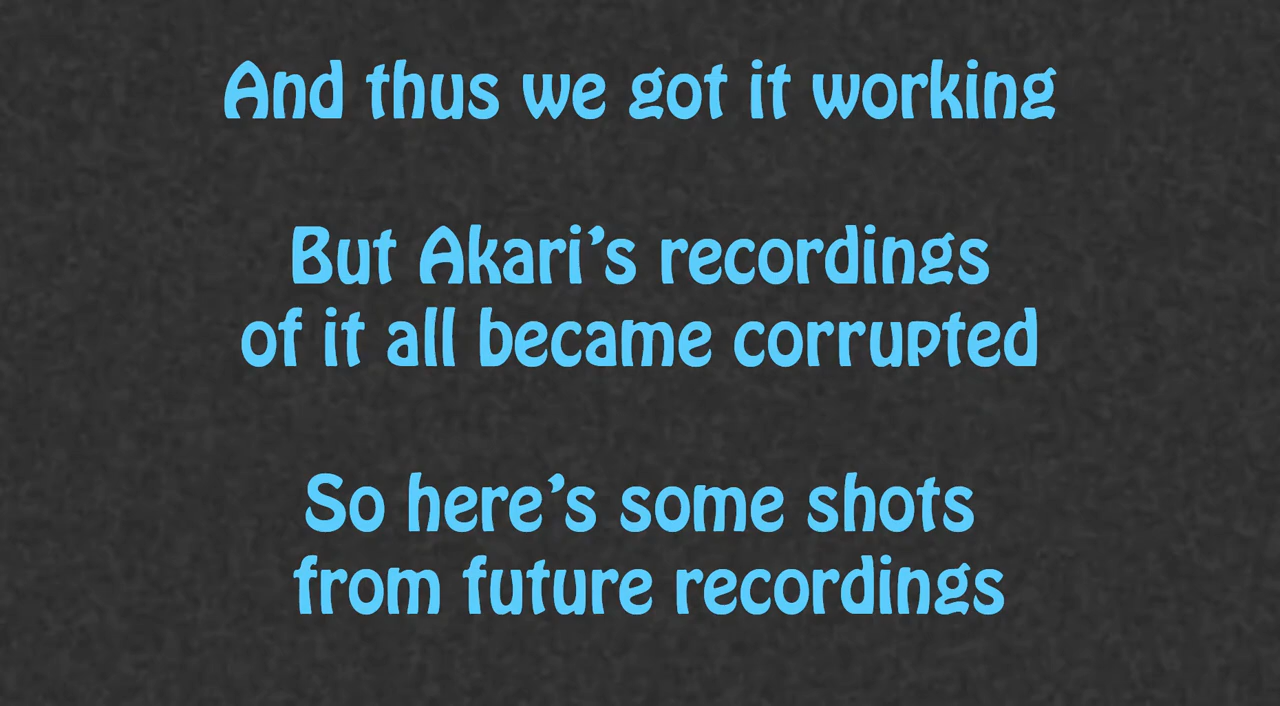 And thus we got it working
But Akari’s recordings
of it all became corrupted
So here’s some shots
from future recordings